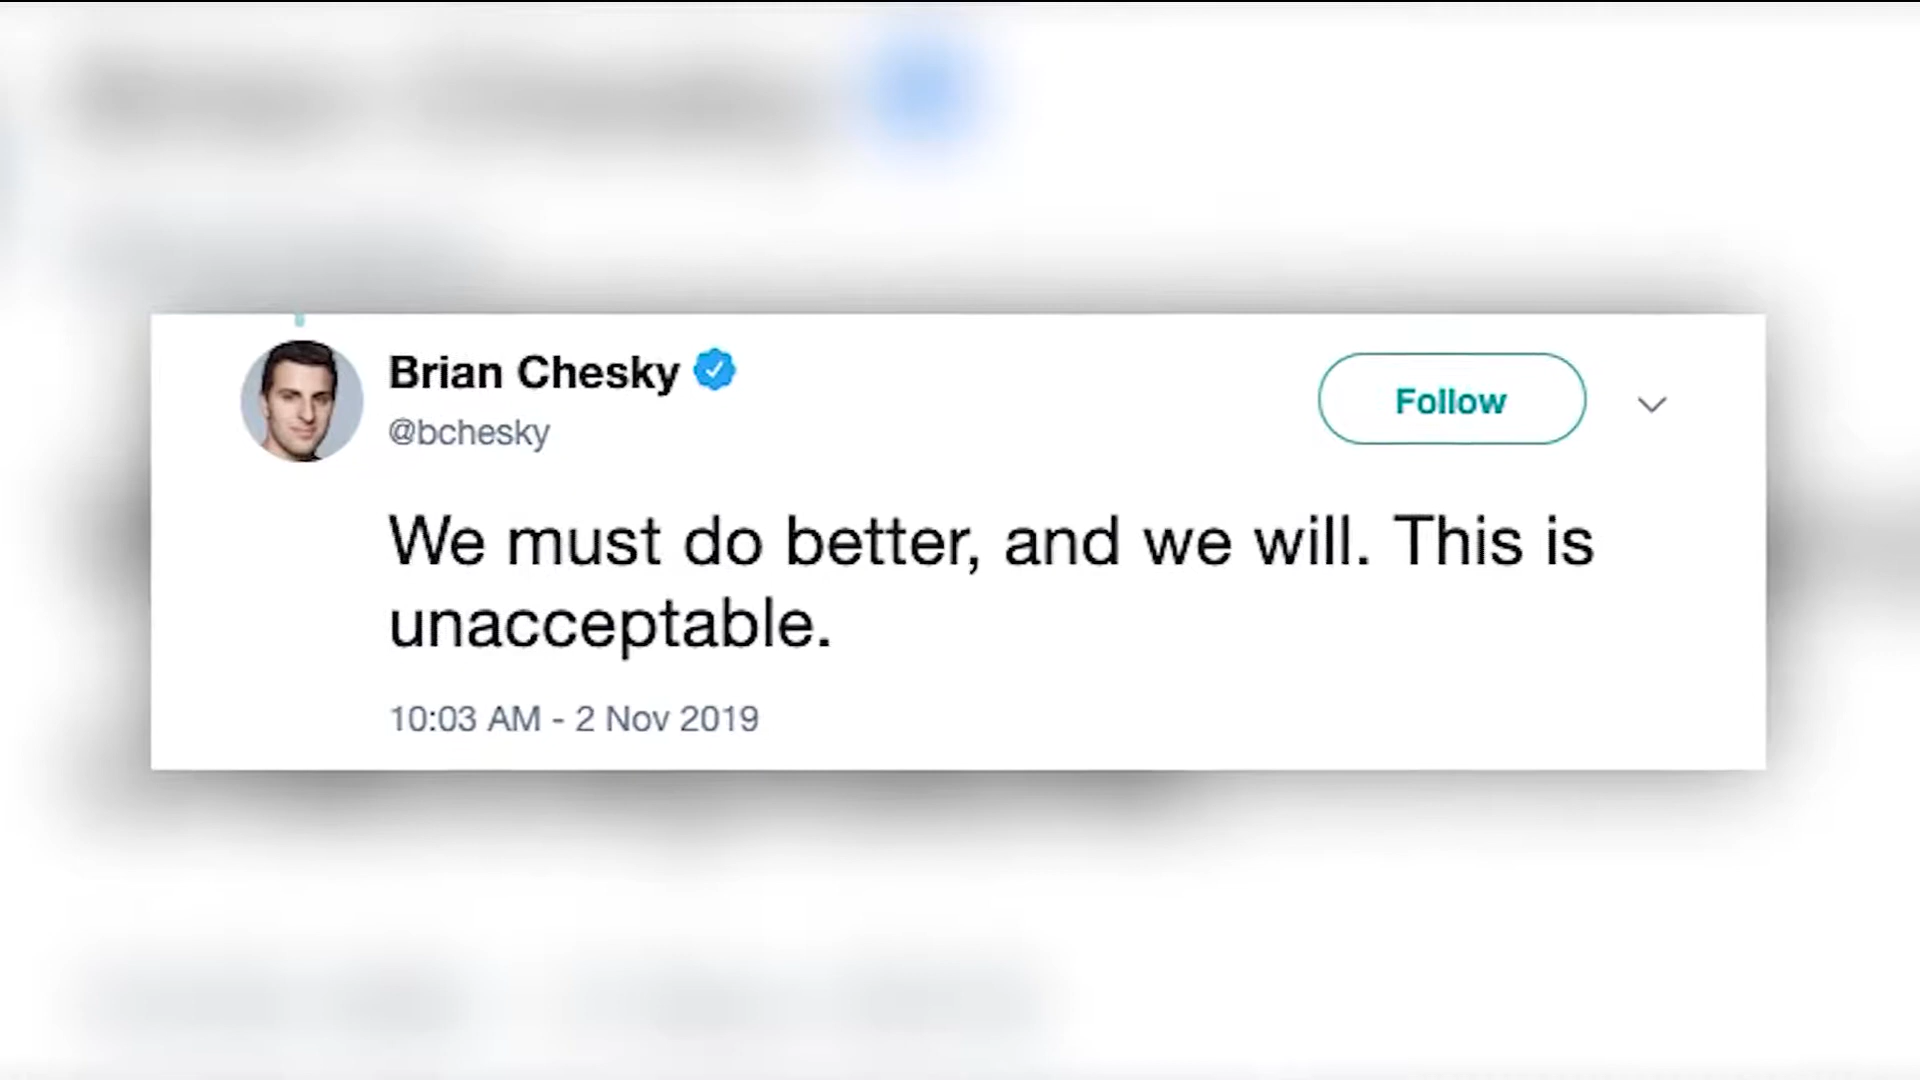 Brian Chesky
@bchesky
Follow
We must do better, and we will. This is
unacceptable.
10:03 AM - 2 Nov 2019